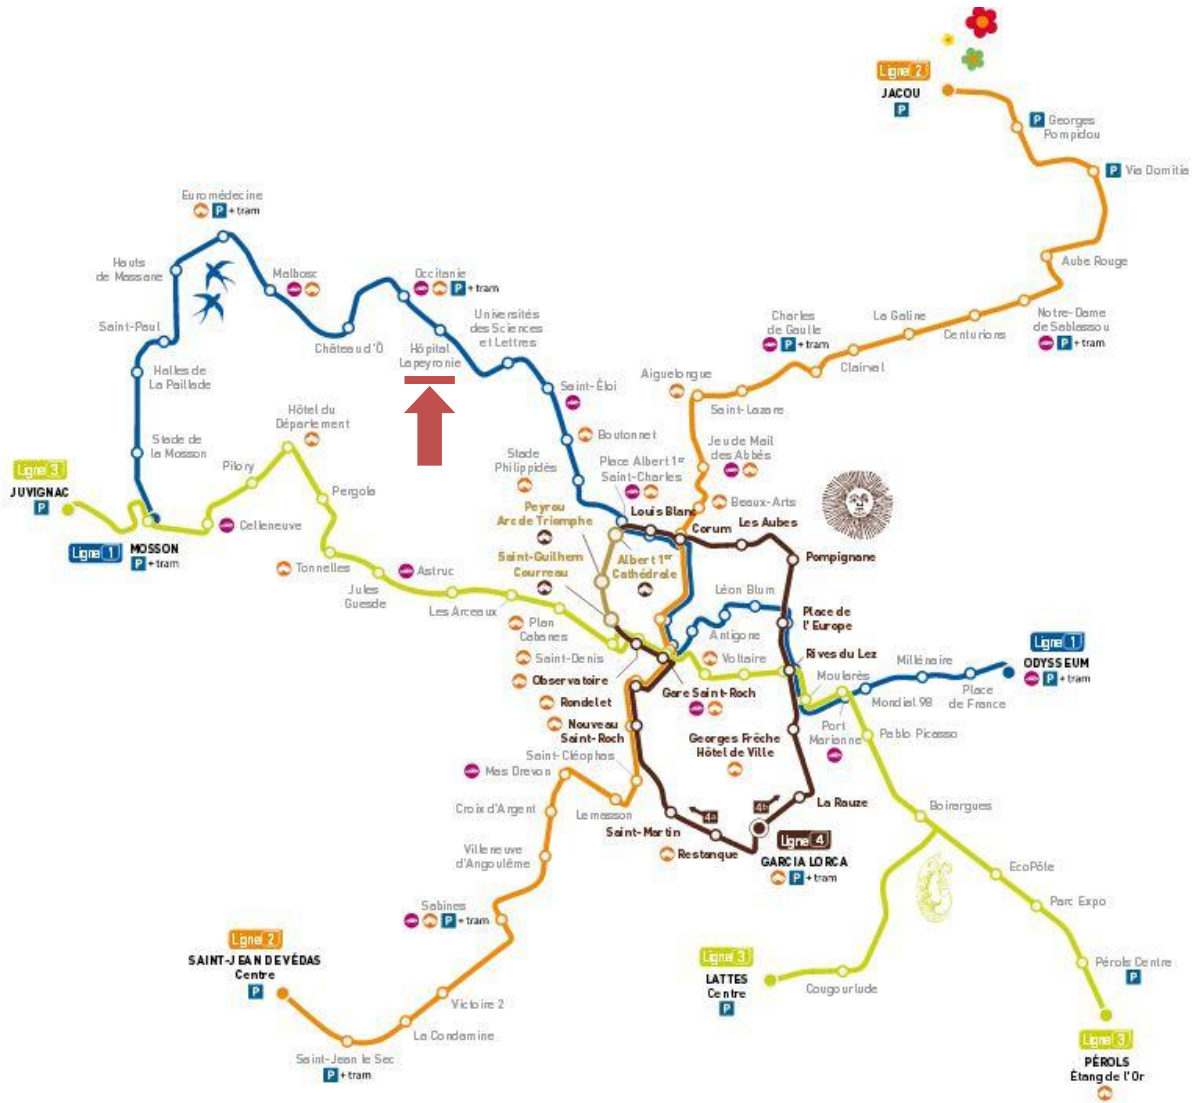 Ligne 2
JACOU
P
P Georges
Pompidou
P Via Domitia
Euromédecine
P + tram
Hauts
de Massane
Malbosc
Occitanie
P + tram
Aube Rouge
Saint-Paul
Château d'Ô
Universités
des Sciences
et Lettres
Hôpital
Lapeyronie
Charles
de Gaulle
P + tram
La Galine
Centurions
Notre-Dame
de Sablassou
P + tram
Clairval
Halles de
La Paillade
Saint-Éloi
Aiguelongue
Saint-Lazare
Hôtel du
Département
Stade de
la Mosson
Boutonnet
Jeu de Mail
des Abbés
Stade
Philippidès
Place Albert 1er
Saint-Charles
Ligne 3
JUVIGNAC
P
Pilory
Pergola
Celleneuve
Beaux-Arts
Peyrou
Arc de Triomphe
Louis Blanc
Corum
Les Aubes
Ligne 1
MOSSON
P + tram
Pompignane
Saint-Guilhem
Courreau
Albert 1er
Cathédrale
Tonnelles
Astruc
Jules
Guesde
Les Arceaux
Léon Blum
Place de
l'Europe
Plan
Cabanes
Antigone
Saint-Denis
Voltaire
Rives du Lez
Ligne 1
ODYSSEUM
P + tram
Millénaire
Observatoire
Moularès
Place
de France
Rondelet
Gare Saint-Roch
Mondial 98
Nouveau
Saint-Roch
Georges Frêche
Hôtel de Ville
Port
Marianne
Pablo Picasso
Saint-Cléophas
Mas Drevon
Croix d'Argent
Lemasson
Saint-Martin
4a
4b
La Rauze
Boirargues
Restanque
Ligne 4
GARCIA LORCA
P + tram
Villeneuve
d'Angoulême
EcoPôle
Parc Expo
Sabines
P + tram
Ligne 2
SAINT-JEAN DE VÉDAS
Centre
P
Ligne 3
LATTES
Centre
P
Cougourlude
Pérols Centre
P
Victoire 2
La Condamine
Saint-Jean le Sec
P + tram
Ligne 3
PÉROLS
Étang de l'Or